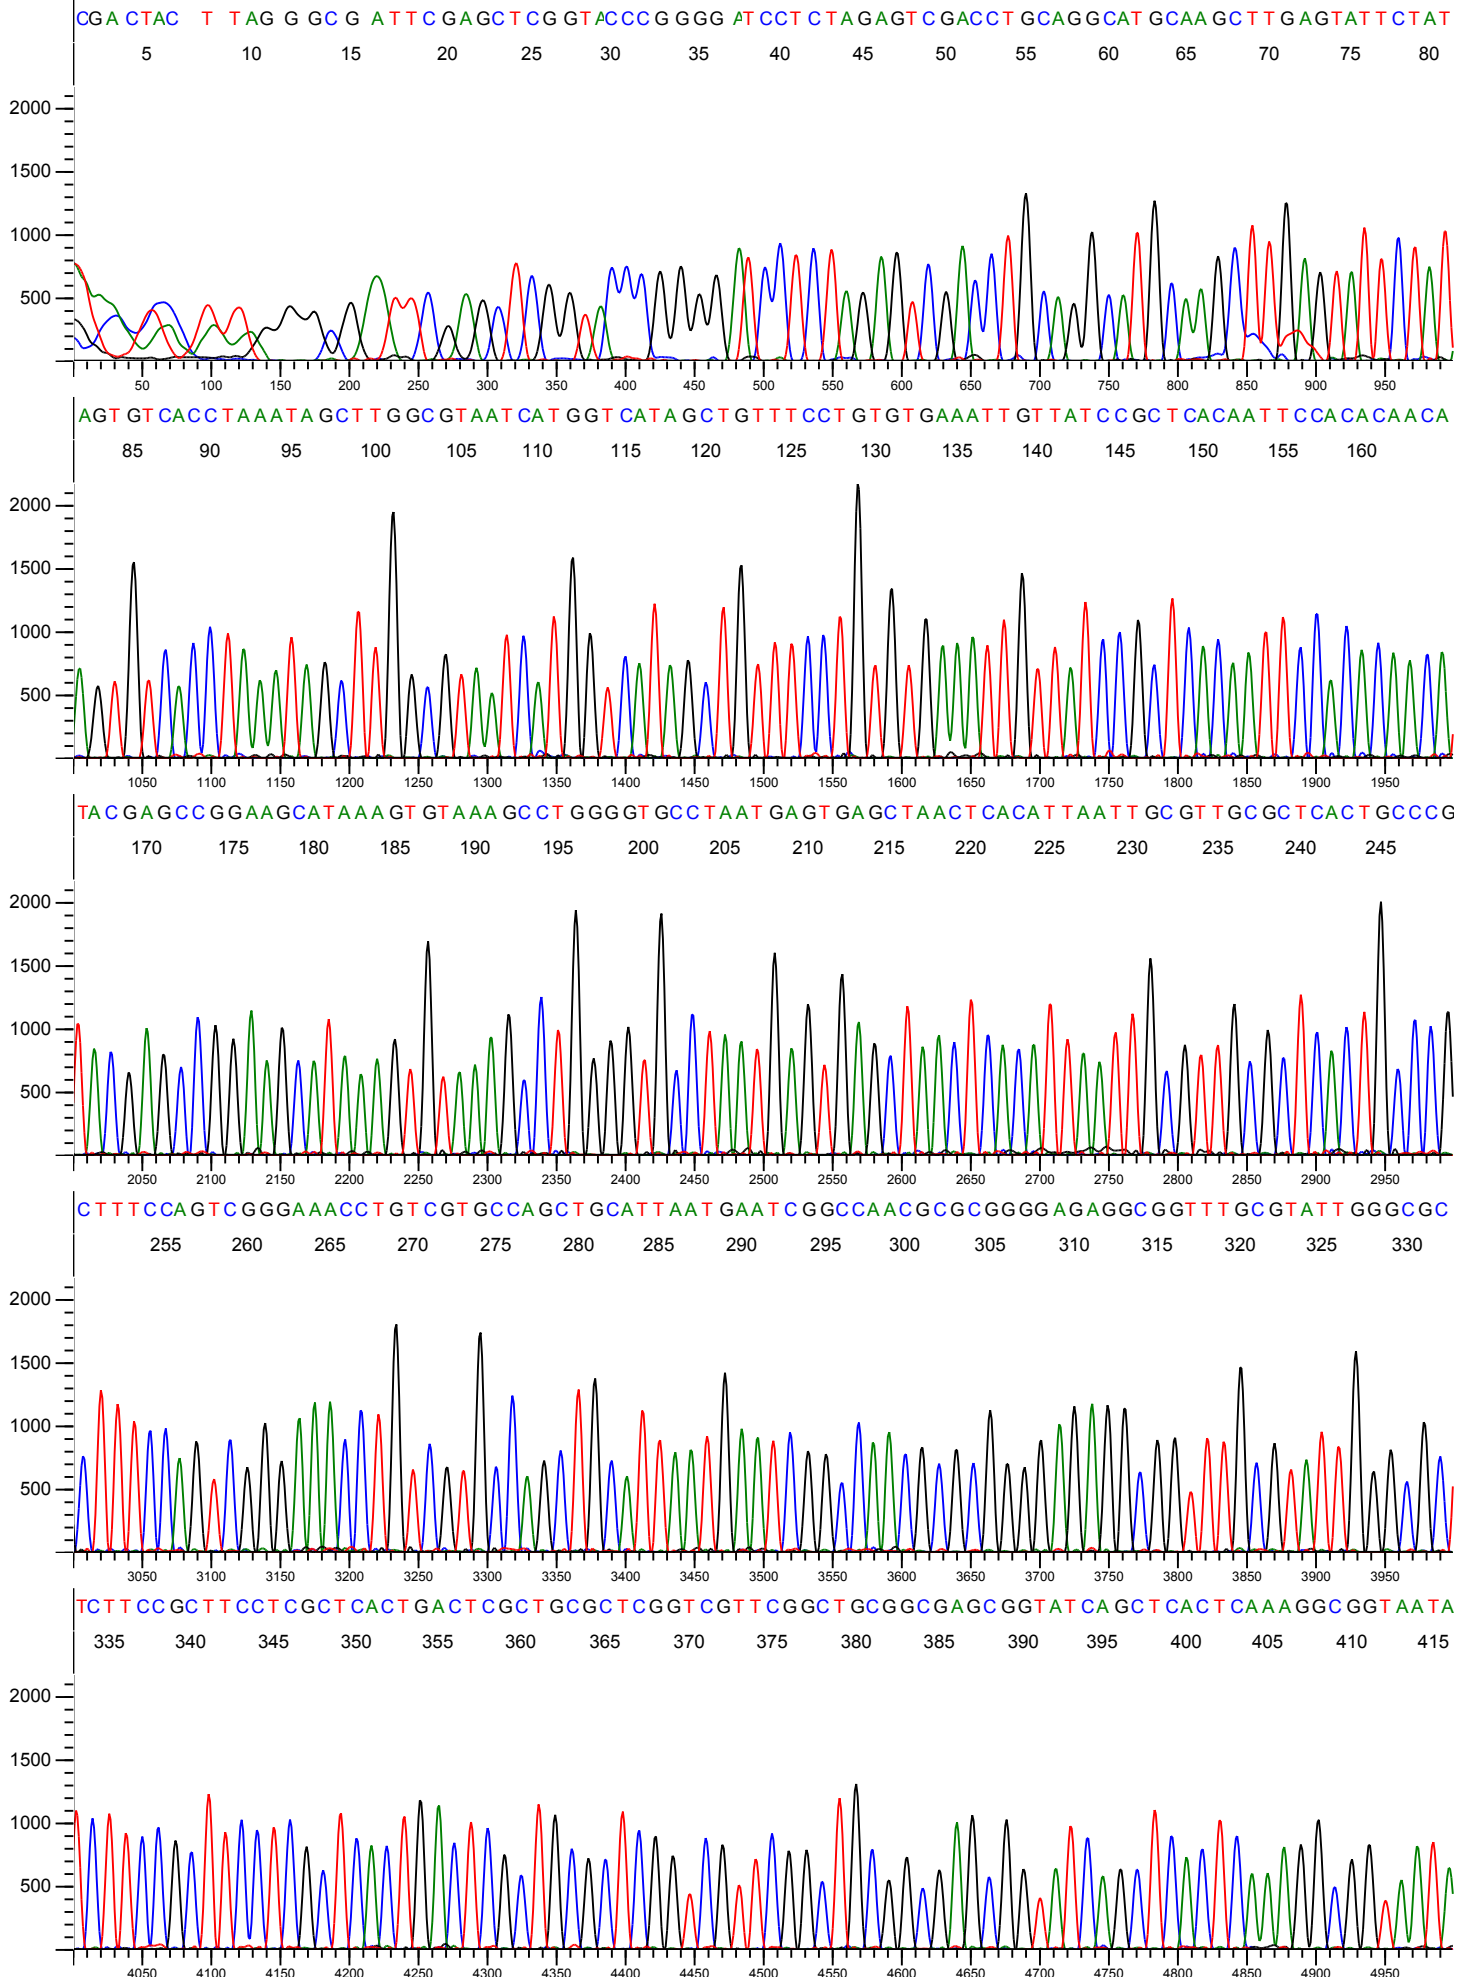 CGACTAC T TAG G GCG ATTCGAGCTCGGTACCCGGGG ATCCTCTAGAGTCGACCTGCAGGCATGCAAGCTTGAGTATTCTAT
5 10 15 20 25 30 35 40 45 50 55 60 65 70 75 80
2000
1500
1000
500
50 100 150 200 250 300 350 400 450 500 550 600 650 700 750 800 850 900 950
AGTGTCACCTAAATAGCTTGGCGTAATCATGGTCATAGCTGTTTCCTGTGTGAAATTGTTATCCGCTCACAATTCCACACAACA
85 90 95 100 105 110 115 120 125 130 135 140 145 150 155 160
2000
1500
1000
500
1050 1100 1150 1200 1250 1300 1350 1400 1450 1500 1550 1600 1650 1700 1750 1800 1850 1900 1950
TACGAGCCGGAAGCATAAAGTGTAAAGCCTGGGGTGCCTAATGAGTGAGCTAACTCACATTAATTGCGTTGCGCTCACTGCCCG
170 175 180 185 190 195 200 205 210 215 220 225 230 235 240 245
2000
1500
1000
500
2050 2100 2150 2200 2250 2300 2350 2400 2450 2500 2550 2600 2650 2700 2750 2800 2850 2900 2950
CTTTCCAGTCGGGAAACCTGTCGTGCCAGCTGCATTAATGAATCGGCCAACGCGCGGGGAGAGGCGGTTTGCGTATTGGGCGC
255 260 265 270 275 280 285 290 295 300 305 310 315 320 325 330
2000
1500
1000
500
3050 3100 3150 3200 3250 3300 3350 3400 3450 3500 3550 3600 3650 3700 3750 3800 3850 3900 3950
TCTTCCGCTTCCTCGCTCACTGACTCGCTGCGCTCGGTCGTTCGGCTGCGGCGAGCGGTATCAGCTCACTCAAAGGCGGTAATA
335 340 345 350 355 360 365 370 375 380 385 390 395 400 405 410 415
2000
1500
1000
500
4050 4100 4150 4200 4250 4300 4350 4400 4450 4500 4550 4600 4650 4700 4750 4800 4850 4900 4950